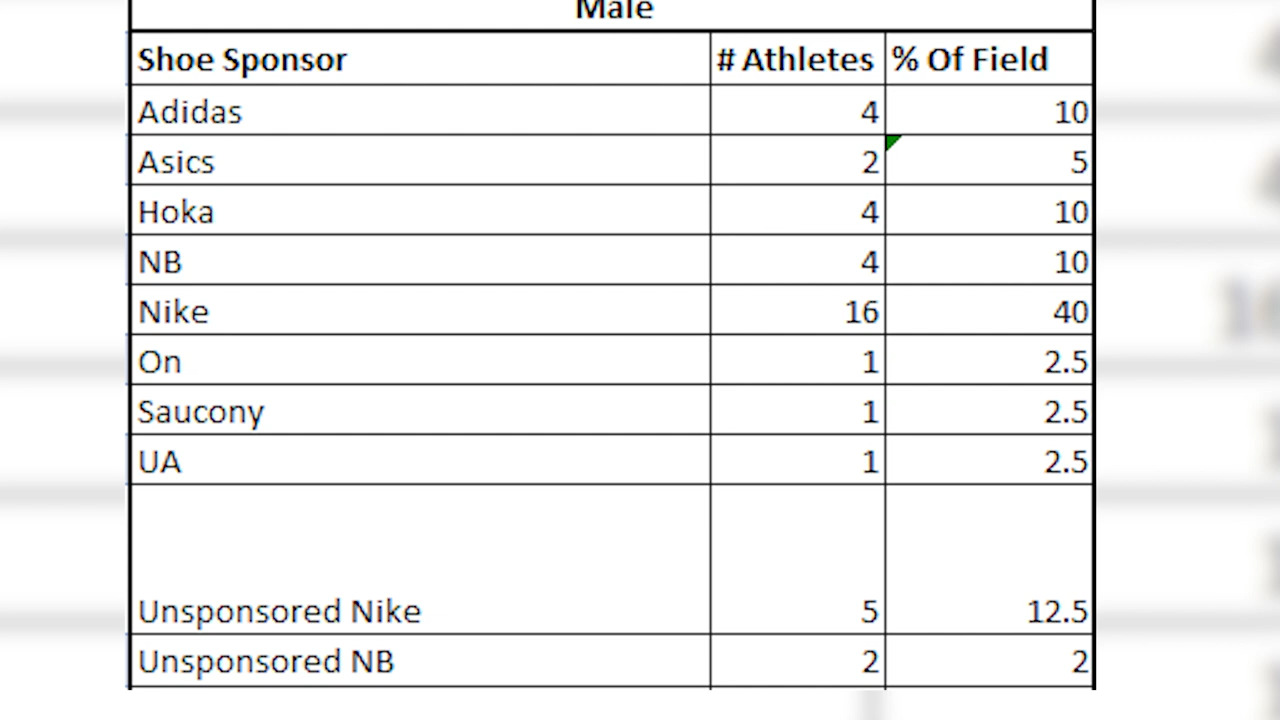 Male
Shoe Sponsor # Athletes % Of Field
Adidas 4 10
Asics 2 5
Hoka 4 10
NB 4 10
Nike 16 40
On 1 2.5
Saucony 1 2.5
UA 1 2.5
Unsponsored Nike 5 12.5
Unsponsored NB 2 2